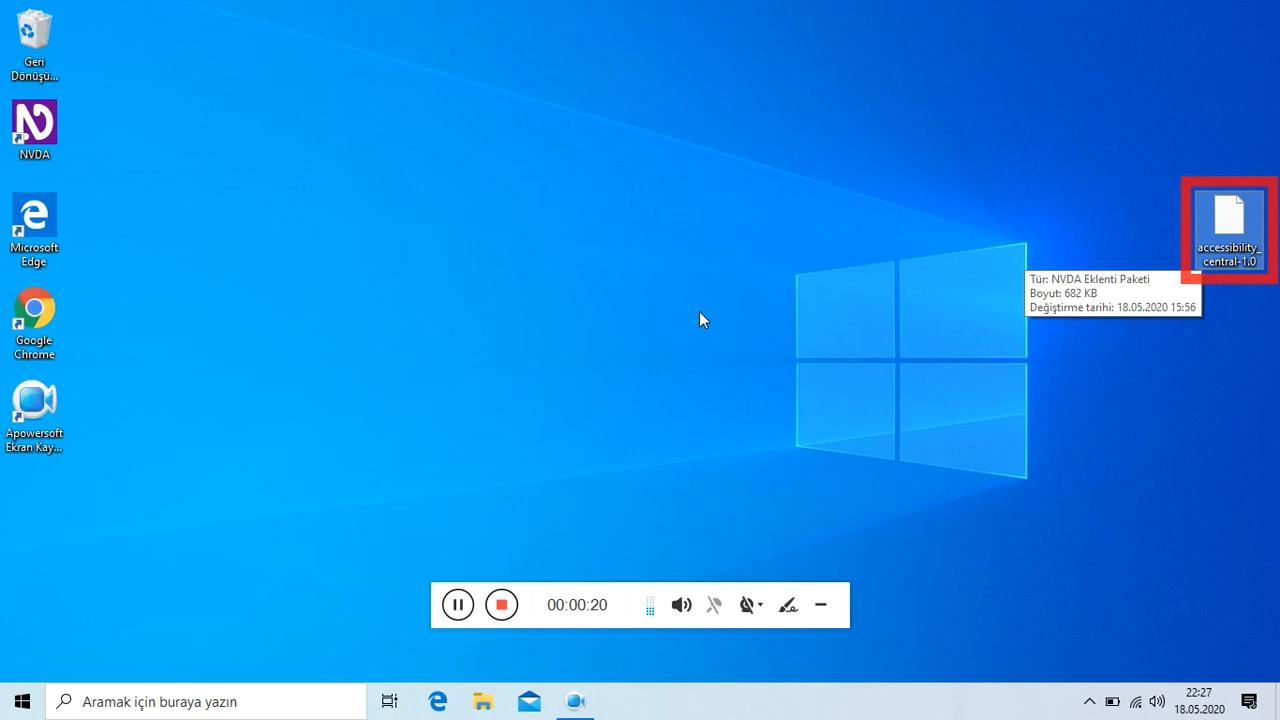 Geri
Dönüşü...
NVDA
Microsoft
Edge
Google
Chrome
Apowersoft
Ekran Kay...
accessibility_
central-1.0
Tür: NVDA Eklenti Paketi
Boyut: 682 KB
Değiştirme tarihi: 18.05.2020 15:56
00:00:20
Aramak için buraya yazın
22:27
18.05.2020